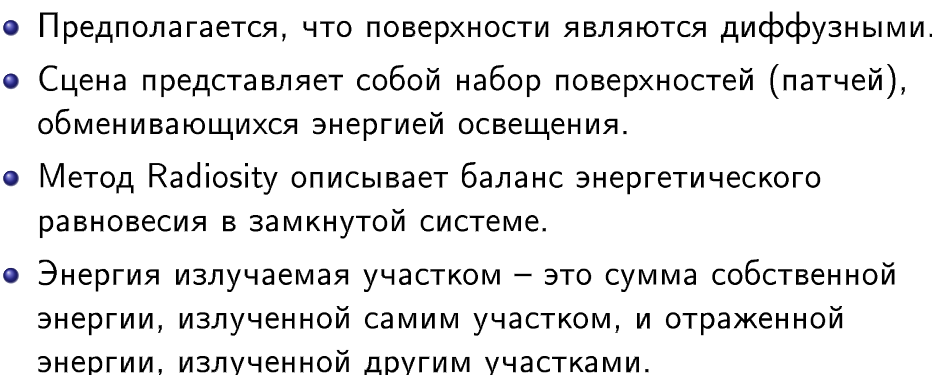 Предполагается, что поверхности являются диффузными.
Сцена представляет собой набор поверхностей (патчей),
обменивающихся энергией освещения.
Метод Radiosity описывает баланс энергетического
равновесия в замкнутой системе.
Энергия излучаемая участком – это сумма собственной
энергии, излученной самим участком, и отраженной
энергии, излученной другим участками.